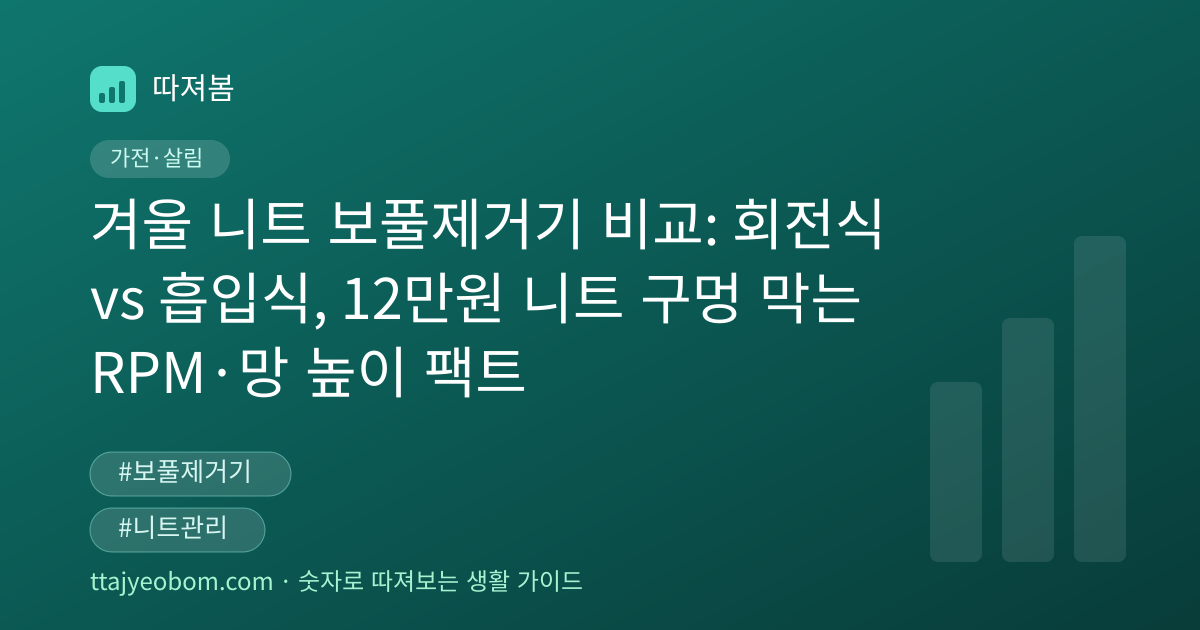 따져봄
가전·살림
겨울 니트 보풀제거기 비교: 회전식
vs 흡입식, 12만원 니트 구멍 막는
RPM·망 높이 팩트
#보풀제거기
#니트관리
ttajyeobom.com · 숫자로 따져보는 생활 가이드